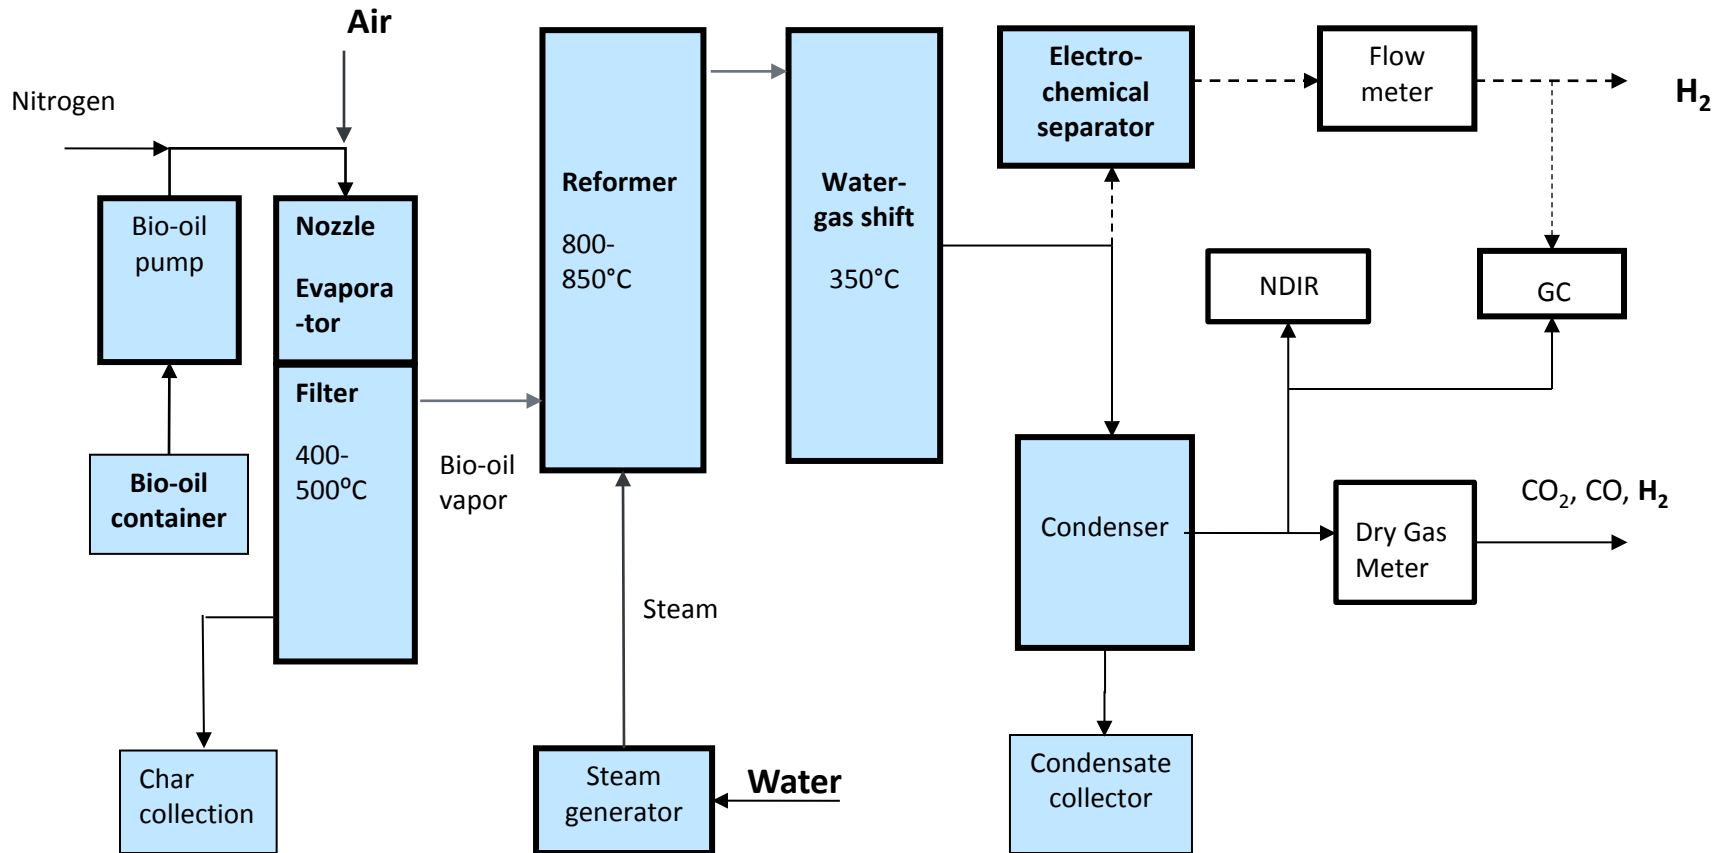 Air
Nitrogen
Bio-oil
pump
Bio-oil
container
Nozzle
Evapora
-tor
Filter
400-
500°C
Char
collection
Bio-oil
vapor
Reformer
800-
850°C
Steam
Steam
generator
Water
Water-
gas shift
350°C
Electro-
chemical
separator
Flow
meter
H₂
NDIR
GC
Condenser
Dry Gas
Meter
CO₂, CO, H₂
Condensate
collector